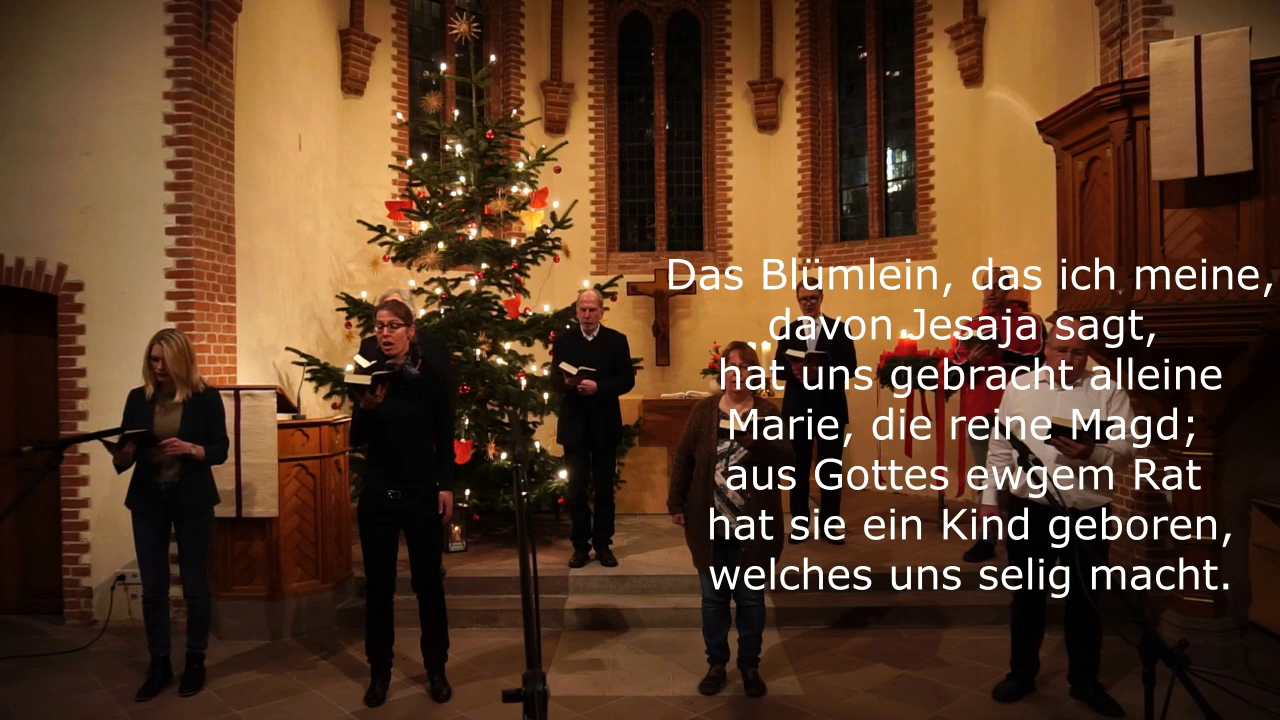 Das Blümlein, das ich meine,
davon Jesaja sagt,
hat uns gebracht alleine
Marie, die reine Magd;
aus Gottes ewgem Rat
hat sie ein Kind geboren,
welches uns selig macht.